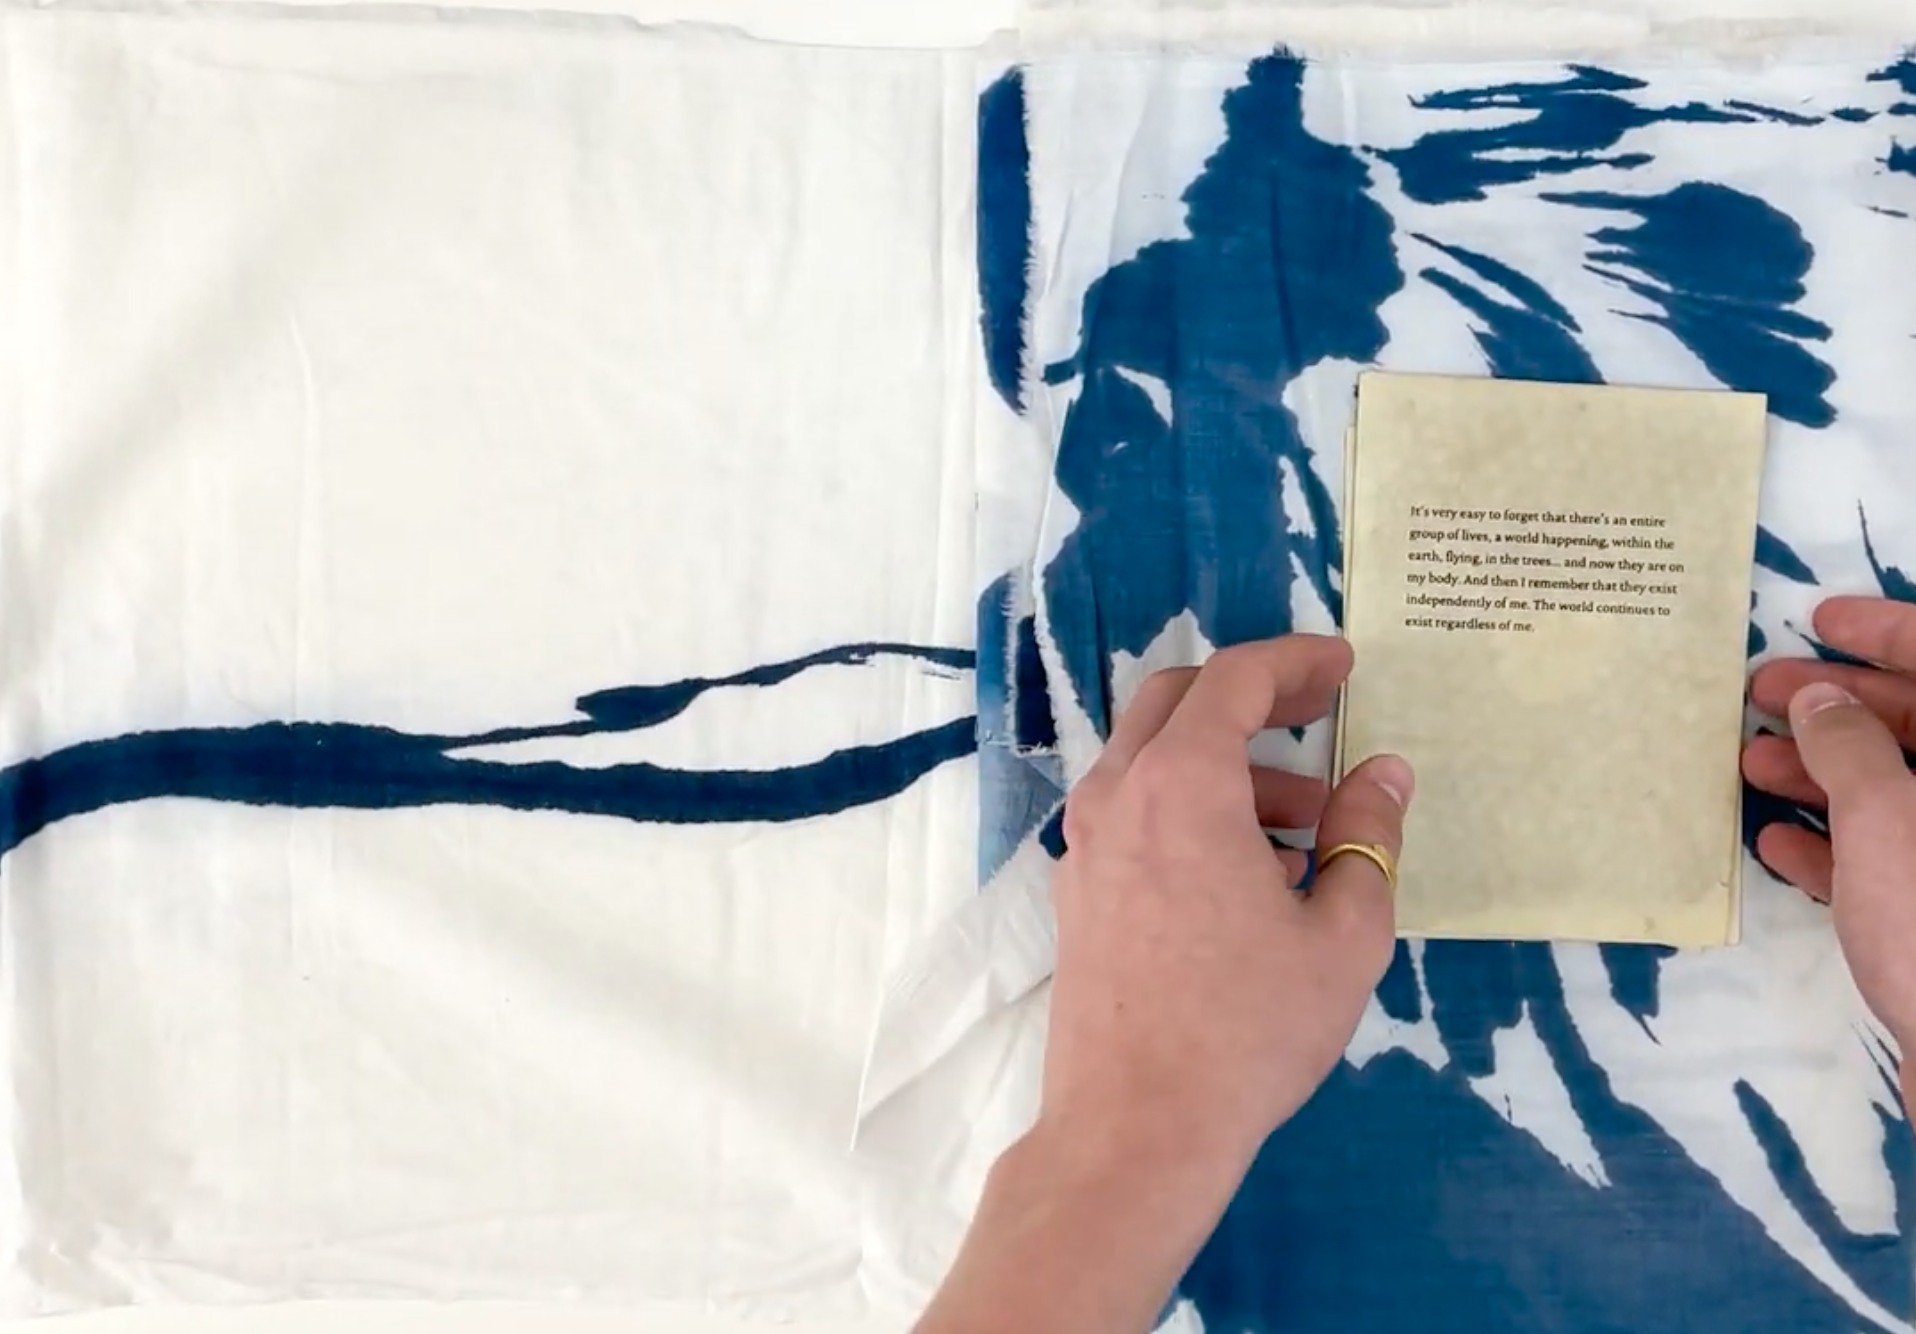 It's very easy to forget that there's an entire
group of lives, a world happening, within the
earth, flying, in the trees... and now they are on
my body. And then I remember that they exist
independently of me. The world continues to
exist regardless of me.